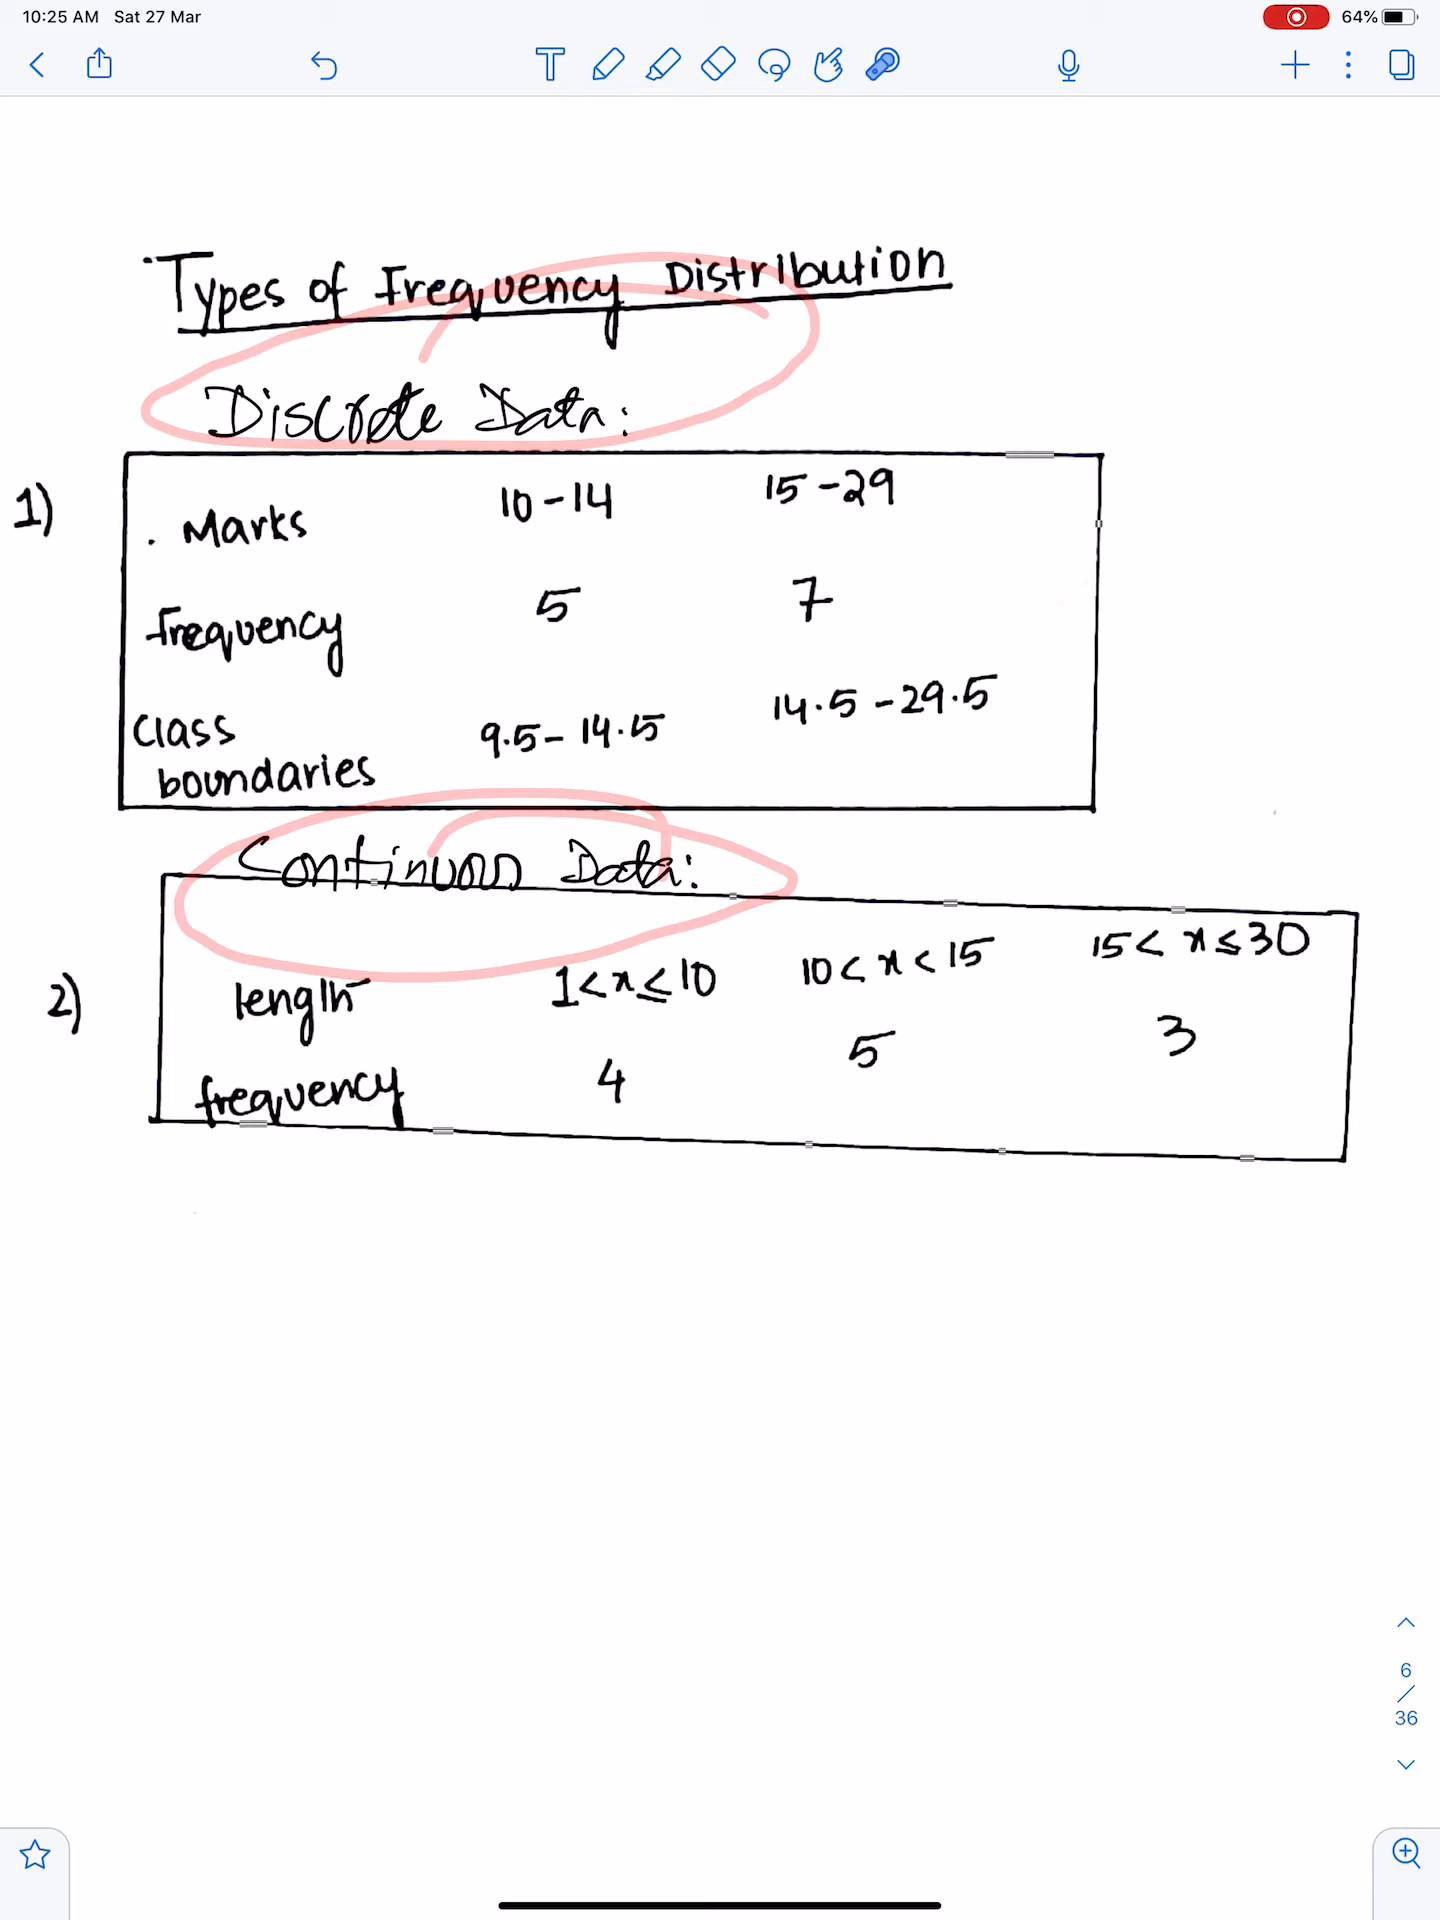 10:25 AM Sat 27 Mar 64%
Types of Frequency Distribution
Discrete Data:
1)
Marks 10-14 15-29
frequency 5 7
Class boundaries 9.5-14.5 14.5-29.5
Continuous Data:
2)
length 1<x≤10 10<x<15 15<x≤30
frequency 4 5 3
6
/
36